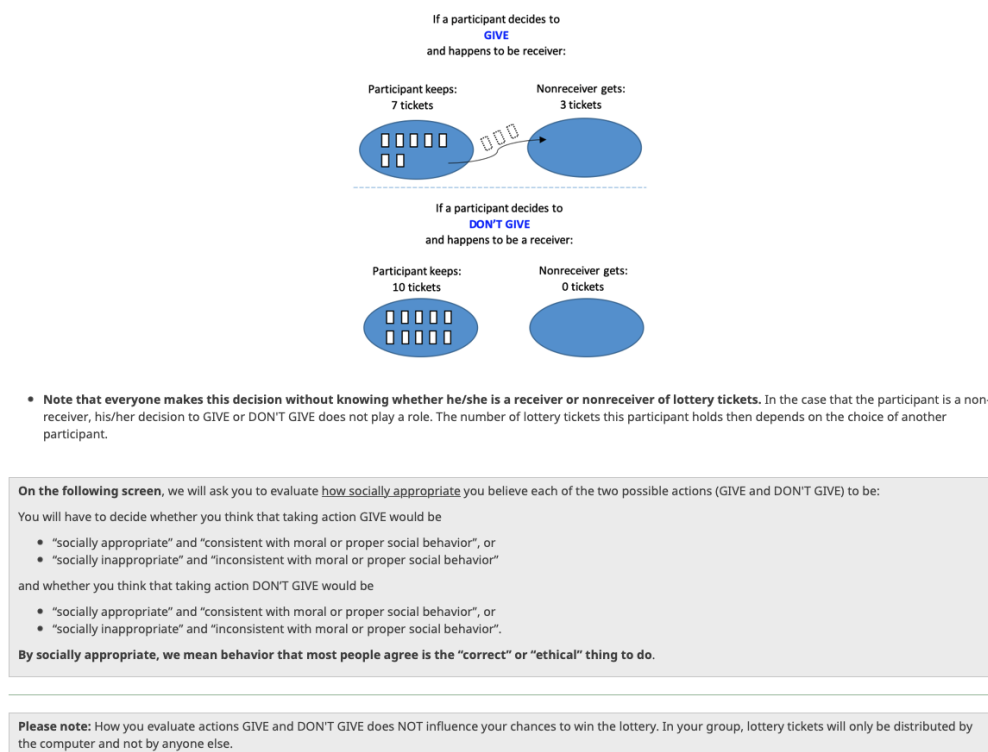 If a participant decides to
GIVE
and happens to be receiver:
Participant keeps:
7 tickets
Nonreceiver gets:
3 tickets
If a participant decides to
DON'T GIVE
and happens to be a receiver:
Participant keeps:
10 tickets
Nonreceiver gets:
0 tickets
• Note that everyone makes this decision without knowing whether he/she is a receiver or nonreceiver of lottery tickets. In the case that the participant is a non-
receiver, his/her decision to GIVE or DON'T GIVE does not play a role. The number of lottery tickets this participant holds then depends on the choice of another
participant.
On the following screen, we will ask you to evaluate how socially appropriate you believe each of the two possible actions (GIVE and DON'T GIVE) to be:
You will have to decide whether you think that taking action GIVE would be
• “socially appropriate” and “consistent with moral or proper social behavior”, or
• “socially inappropriate” and “inconsistent with moral or proper social behavior”
and whether you think that taking action DON'T GIVE would be
• “socially appropriate” and “consistent with moral or proper social behavior”, or
• “socially inappropriate” and “inconsistent with moral or proper social behavior”.
By socially appropriate, we mean behavior that most people agree is the “correct” or “ethical” thing to do.
Please note: How you evaluate actions GIVE and DON'T GIVE does NOT influence your chances to win the lottery. In your group, lottery tickets will only be distributed by
the computer and not by anyone else.